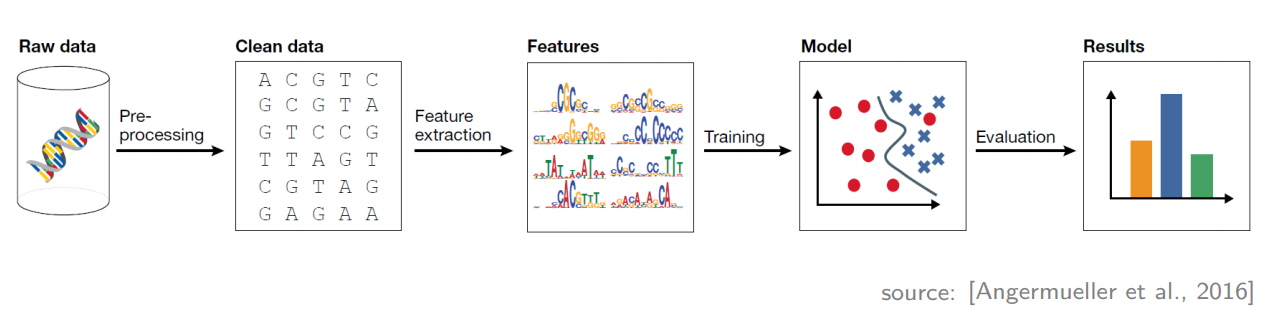 Raw data
Clean data
Features
Model
Results
Pre-
processing
A C G T C
G C G T A
G T C C G
T T A G T
C G T A G
G A G A A
Feature
extraction
Training
Evaluation
source: [Angermueller et al., 2016]